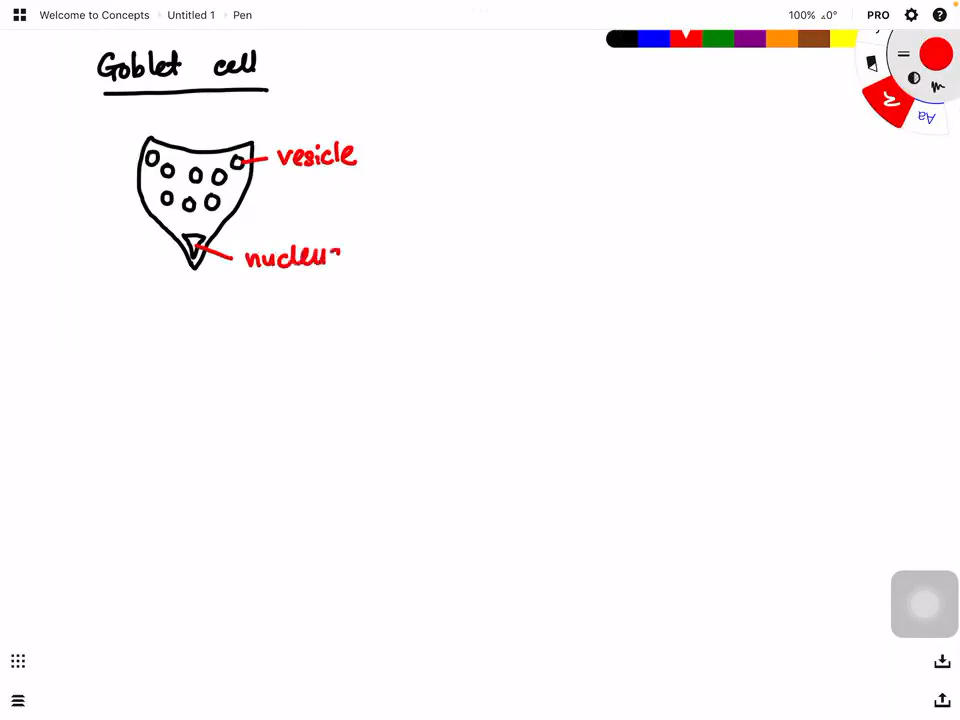 Welcome to Concepts › Untitled 1 › Pen
100% ⊿0° PRO
Goblet cell
Aa
vesicle
nucleu